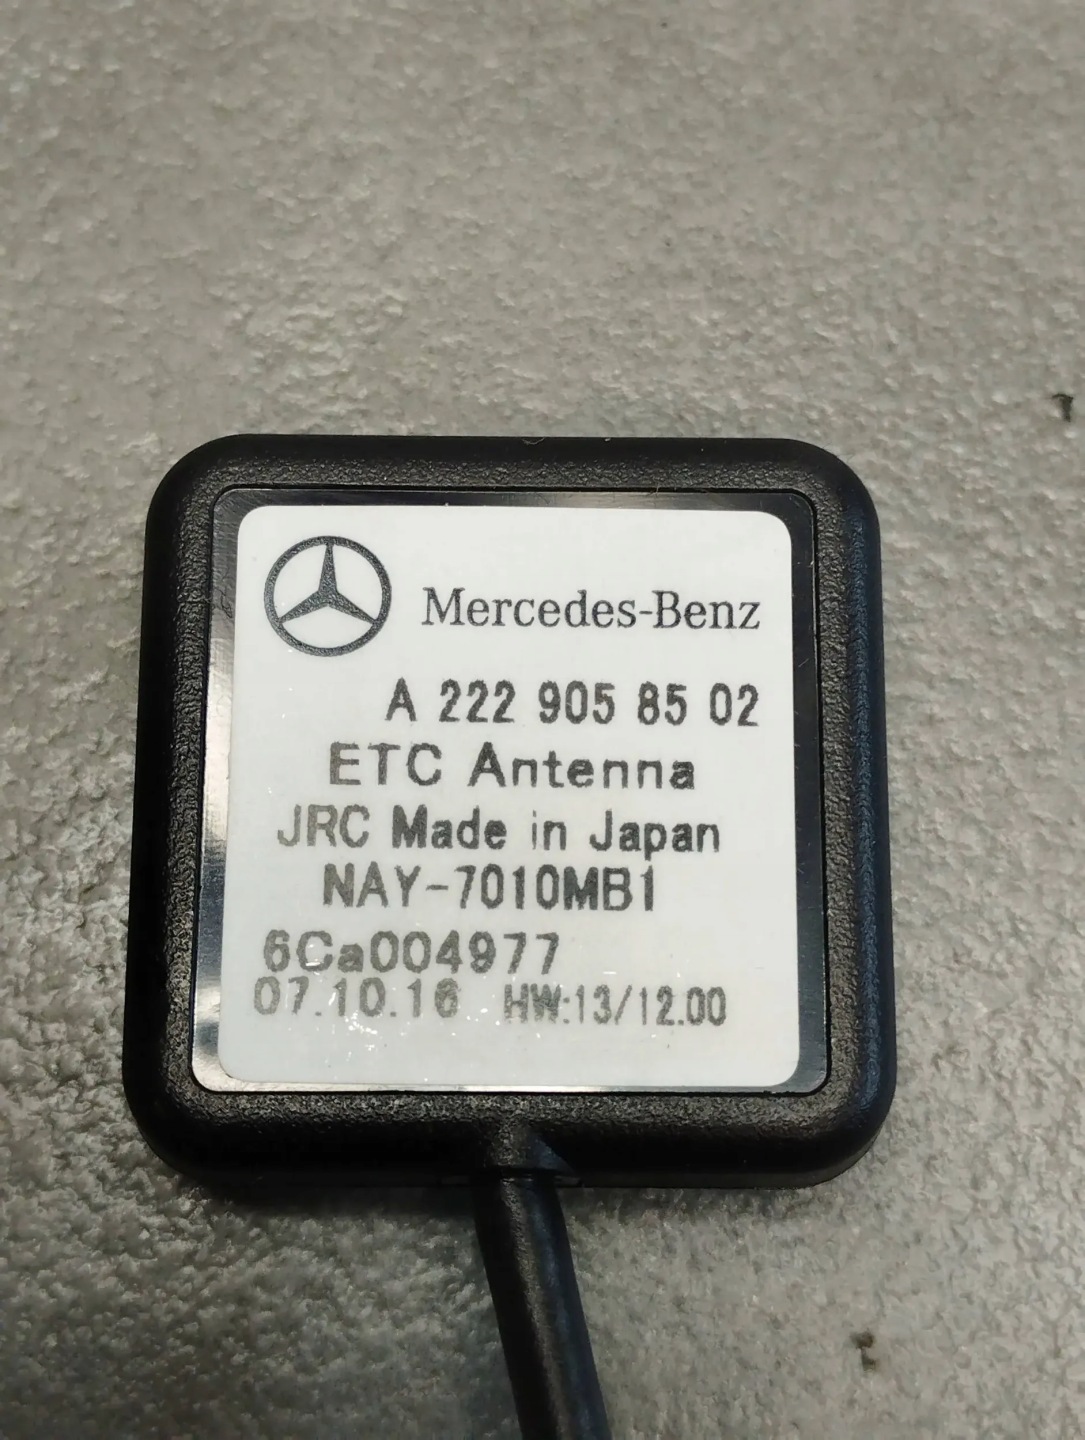 Mercedes-Benz
A 222 905 85 02
ETC Antenna
JRC Made in Japan
NAY-7010MB1
6Ca004977
07.10.16 HW:13/12.00